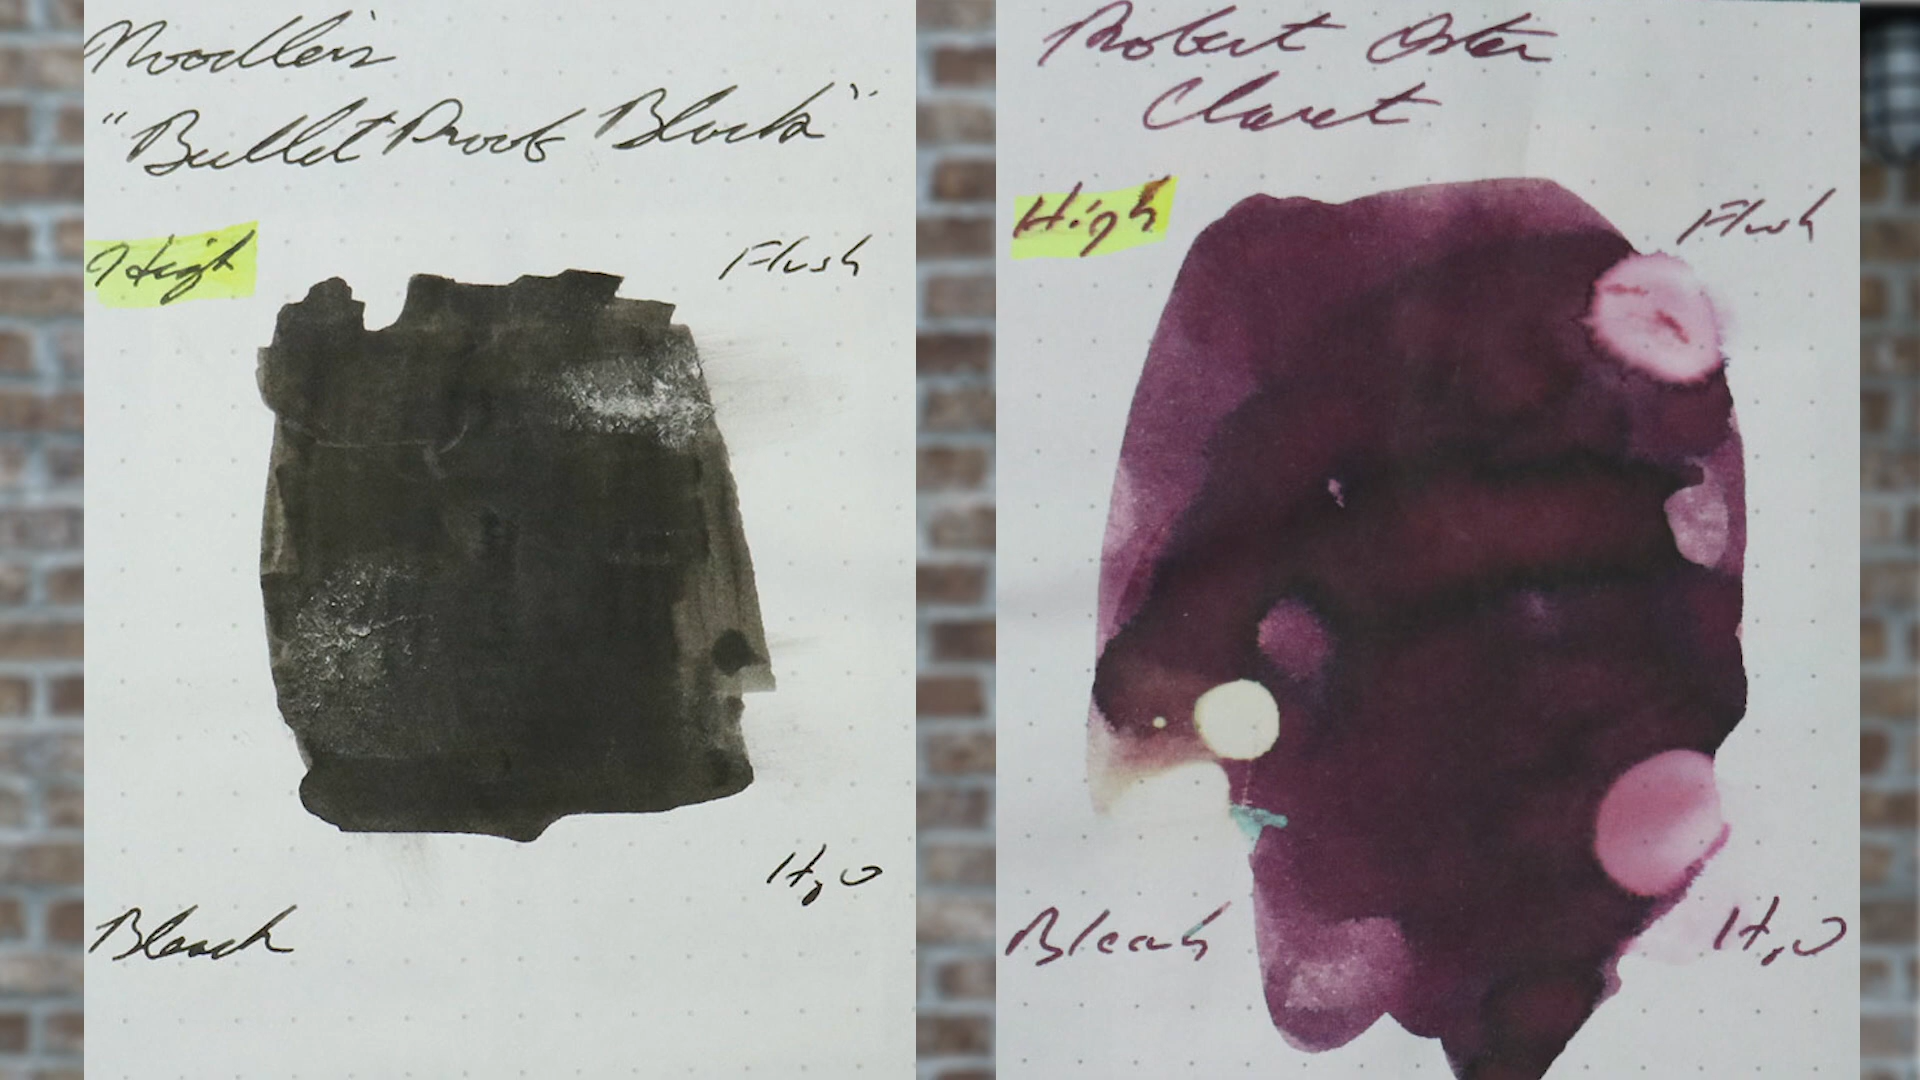 Noodler's
"Bullet Proof Black"
High
Flush
H2O
Bleach
Robert Oster
Claret
High
Flush
Bleach
H2O